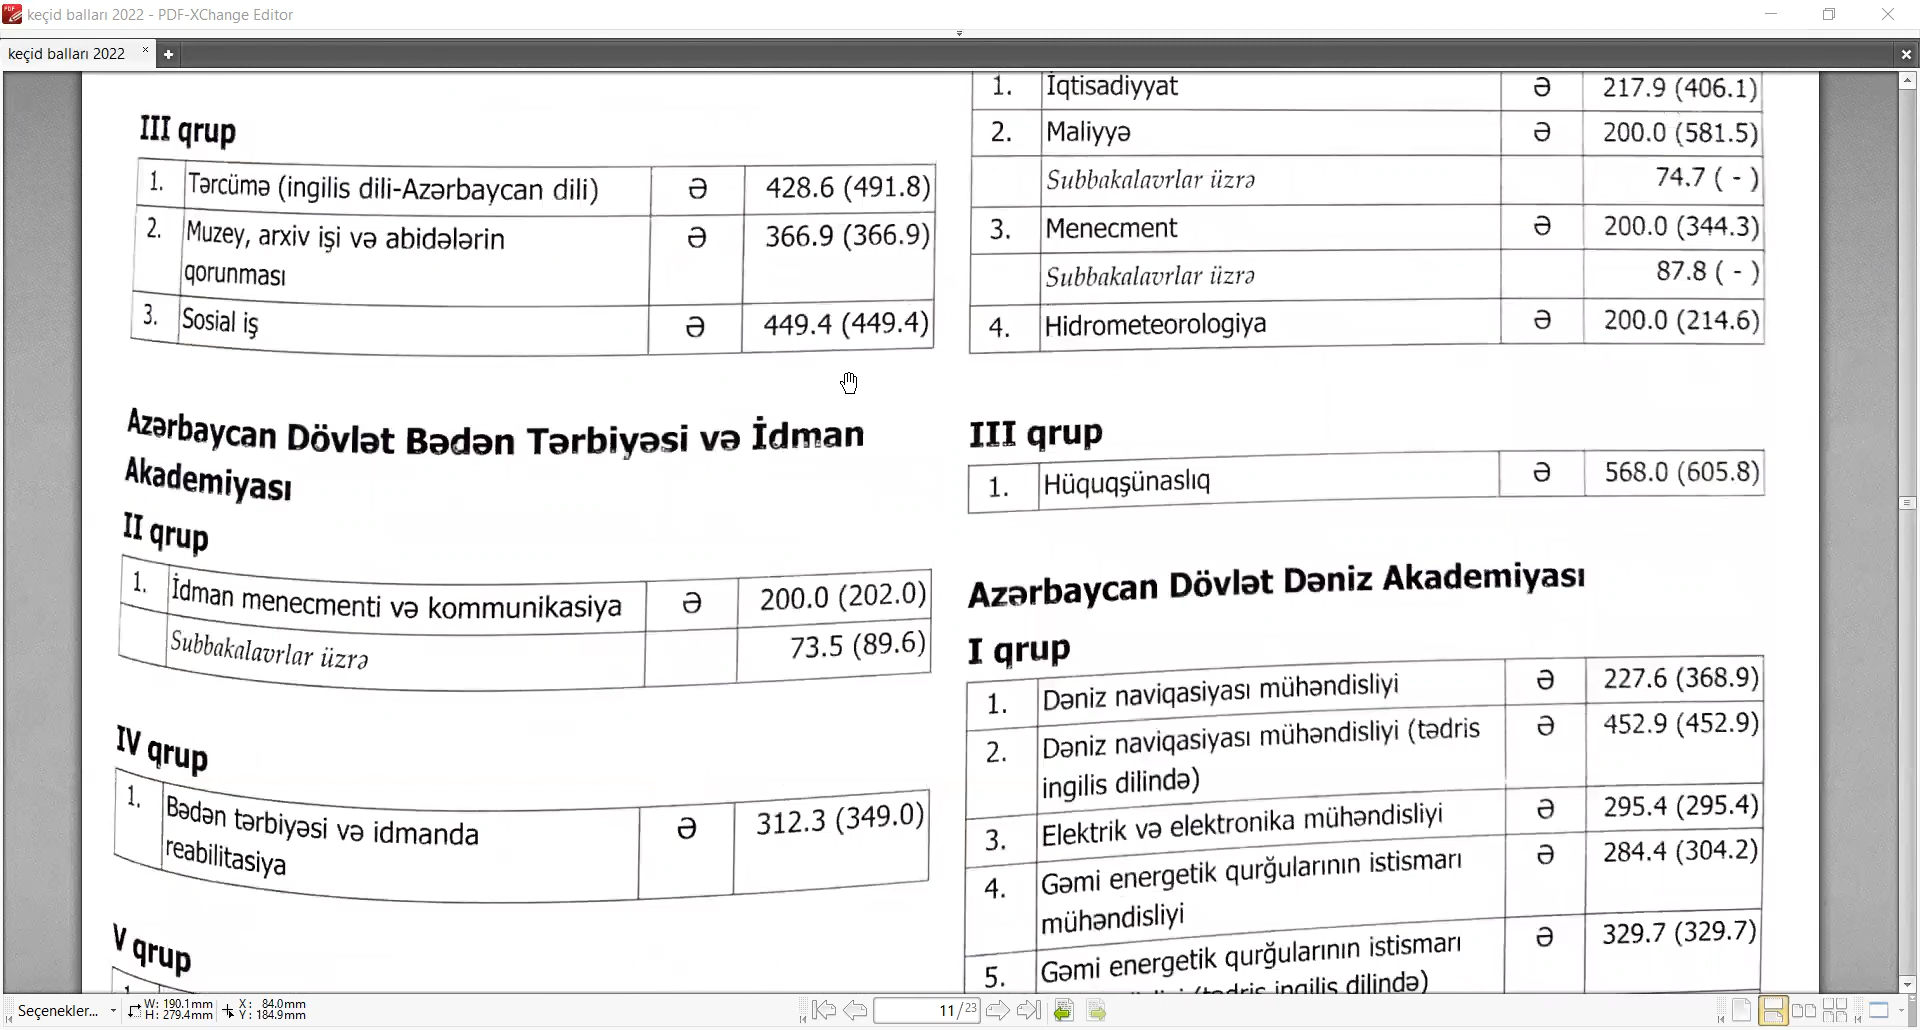 keçid balları 2022 - PDF-XChange Editor
keçid balları 2022
III qrup
1. Tərcümə (ingilis dili-Azərbaycan dili) Ə 428.6 (491.8)
2. Muzey, arxiv işi və abidələrin Ə 366.9 (366.9)
qorunması
3. Sosial iş Ə 449.4 (449.4)
Azərbaycan Dövlət Bədən Tərbiyəsi və İdman
Akademiyası
II qrup
1. İdman menecmenti və kommunikasiya Ə 200.0 (202.0)
Subbakalavrlar üzrə 73.5 (89.6)
IV qrup
1. Bədən tərbiyəsi və idmanda Ə 312.3 (349.0)
reabilitasiya
V qrup
1.
1. İqtisadiyyat Ə 217.9 (406.1)
2. Maliyyə Ə 200.0 (581.5)
Subbakalavrlar üzrə 74.7 ( - )
3. Menecment Ə 200.0 (344.3)
Subbakalavrlar üzrə 87.8 ( - )
4. Hidrometeorologiya Ə 200.0 (214.6)
III qrup
1. Hüquqşünaslıq Ə 568.0 (605.8)
Azərbaycan Dövlət Dəniz Akademiyası
I qrup
1. Dəniz naviqasiyası mühəndisliyi Ə 227.6 (368.9)
2. Dəniz naviqasiyası mühəndisliyi (tədris Ə 452.9 (452.9)
ingilis dilində)
3. Elektrik və elektronika mühəndisliyi Ə 295.4 (295.4)
4. Gəmi energetik qurğularının istismarı Ə 284.4 (304.2)
mühəndisliyi
5. Gəmi energetik qurğularının istismarı Ə 329.7 (329.7)
(tədris ingilis dilində)
Seçenekler... W: 190.1mm X: 84.0mm 11/23
H: 279.4mm Y: 184.9mm